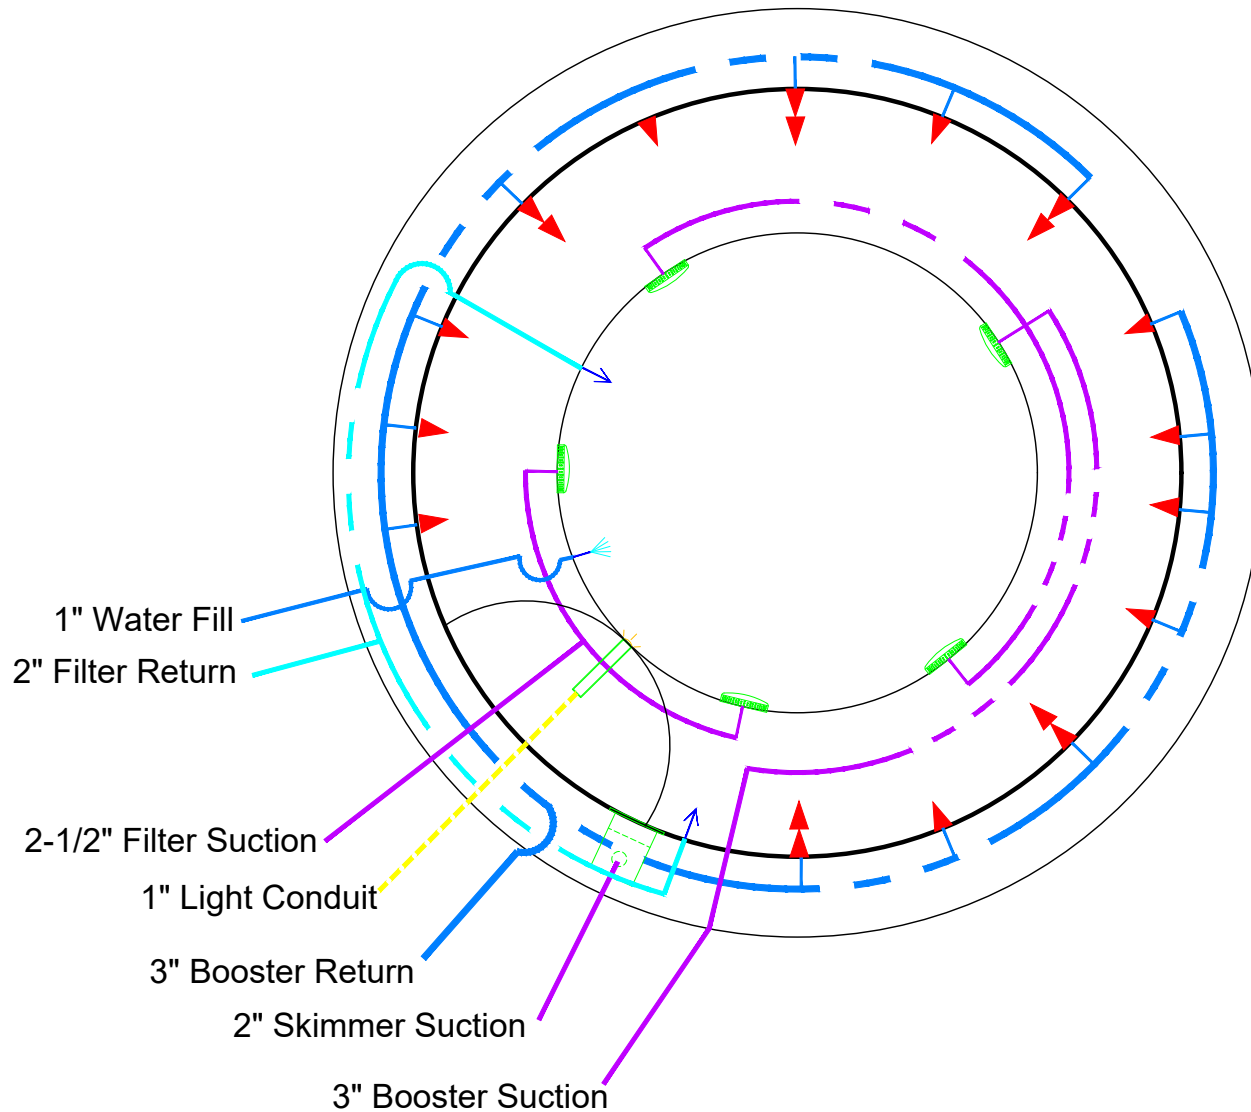 1" Water Fill
2" Filter Return
2-1/2" Filter Suction
1" Light Conduit
3" Booster Return
2" Skimmer Suction
3" Booster Suction